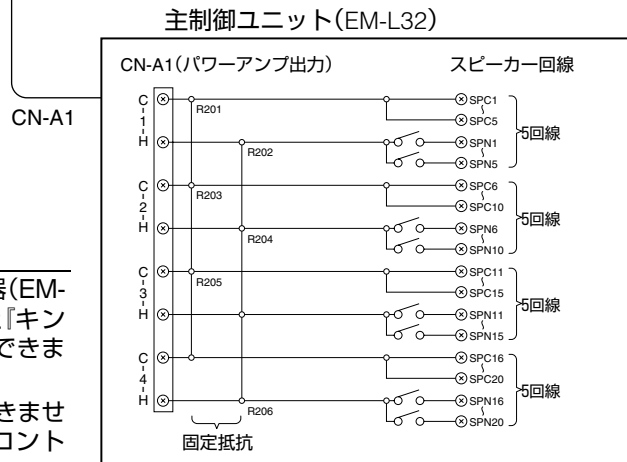 主制御ユニット(EM-L32)
CN-A1(パワーアンプ出力)
スピーカー回線
CN-A1
C-1-H
R201
R202
SPC1
SPC5
SPN1
SPN5
5回線
C-2-H
R203
R204
SPC6
SPC10
SPN6
SPN10
5回線
C-3-H
R205
SPC11
SPC15
SPN11
SPN15
5回線
C-4-H
R206
SPC16
SPC20
SPN16
SPN20
5回線
固定抵抗
器(EM-
『キン
できま
きませ
コント